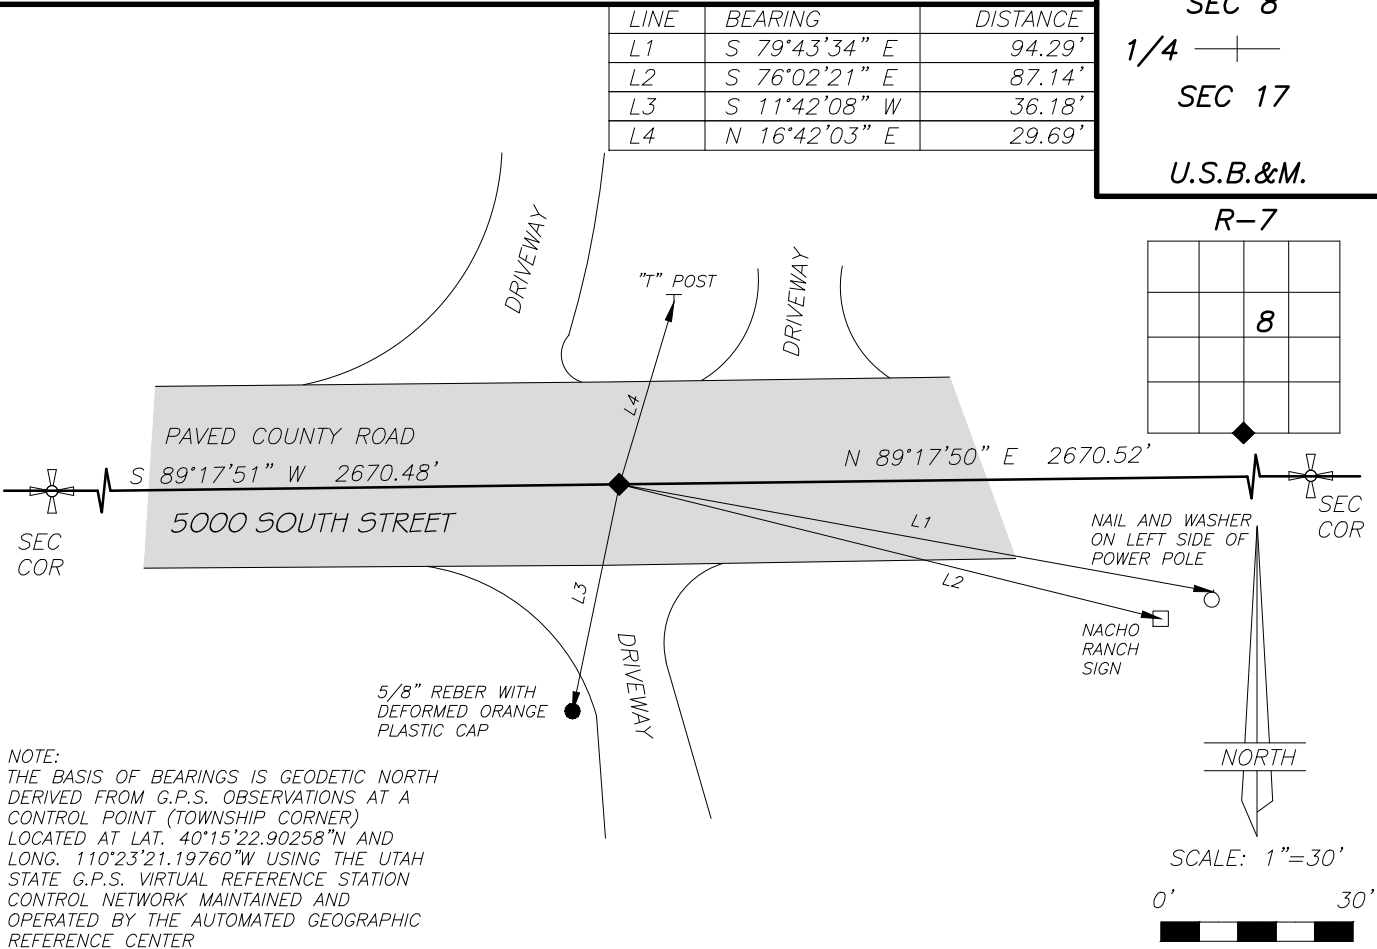 LINE BEARING DISTANCE
L1 S 79°43'34" E 94.29'
L2 S 76°02'21" E 87.14'
L3 S 11°42'08" W 36.18'
L4 N 16°42'03" E 29.69'
SEC 8
1/4
SEC 17
U.S.B.&M.
R-7
8
DRIVEWAY
"T" POST
DRIVEWAY
L4
PAVED COUNTY ROAD
S 89°17'51" W 2670.48'
N 89°17'50" E 2670.52'
5000 SOUTH STREET
SEC
COR
SEC
COR
L1
L2
L3
NAIL AND WASHER
ON LEFT SIDE OF
POWER POLE
NACHO
RANCH
SIGN
DRIVEWAY
5/8" REBER WITH
DEFORMED ORANGE
PLASTIC CAP
NOTE:
THE BASIS OF BEARINGS IS GEODETIC NORTH
DERIVED FROM G.P.S. OBSERVATIONS AT A
CONTROL POINT (TOWNSHIP CORNER)
LOCATED AT LAT. 40°15'22.90258"N AND
LONG. 110°23'21.19760"W USING THE UTAH
STATE G.P.S. VIRTUAL REFERENCE STATION
CONTROL NETWORK MAINTAINED AND
OPERATED BY THE AUTOMATED GEOGRAPHIC
REFERENCE CENTER
NORTH
SCALE: 1"=30'
0' 30'